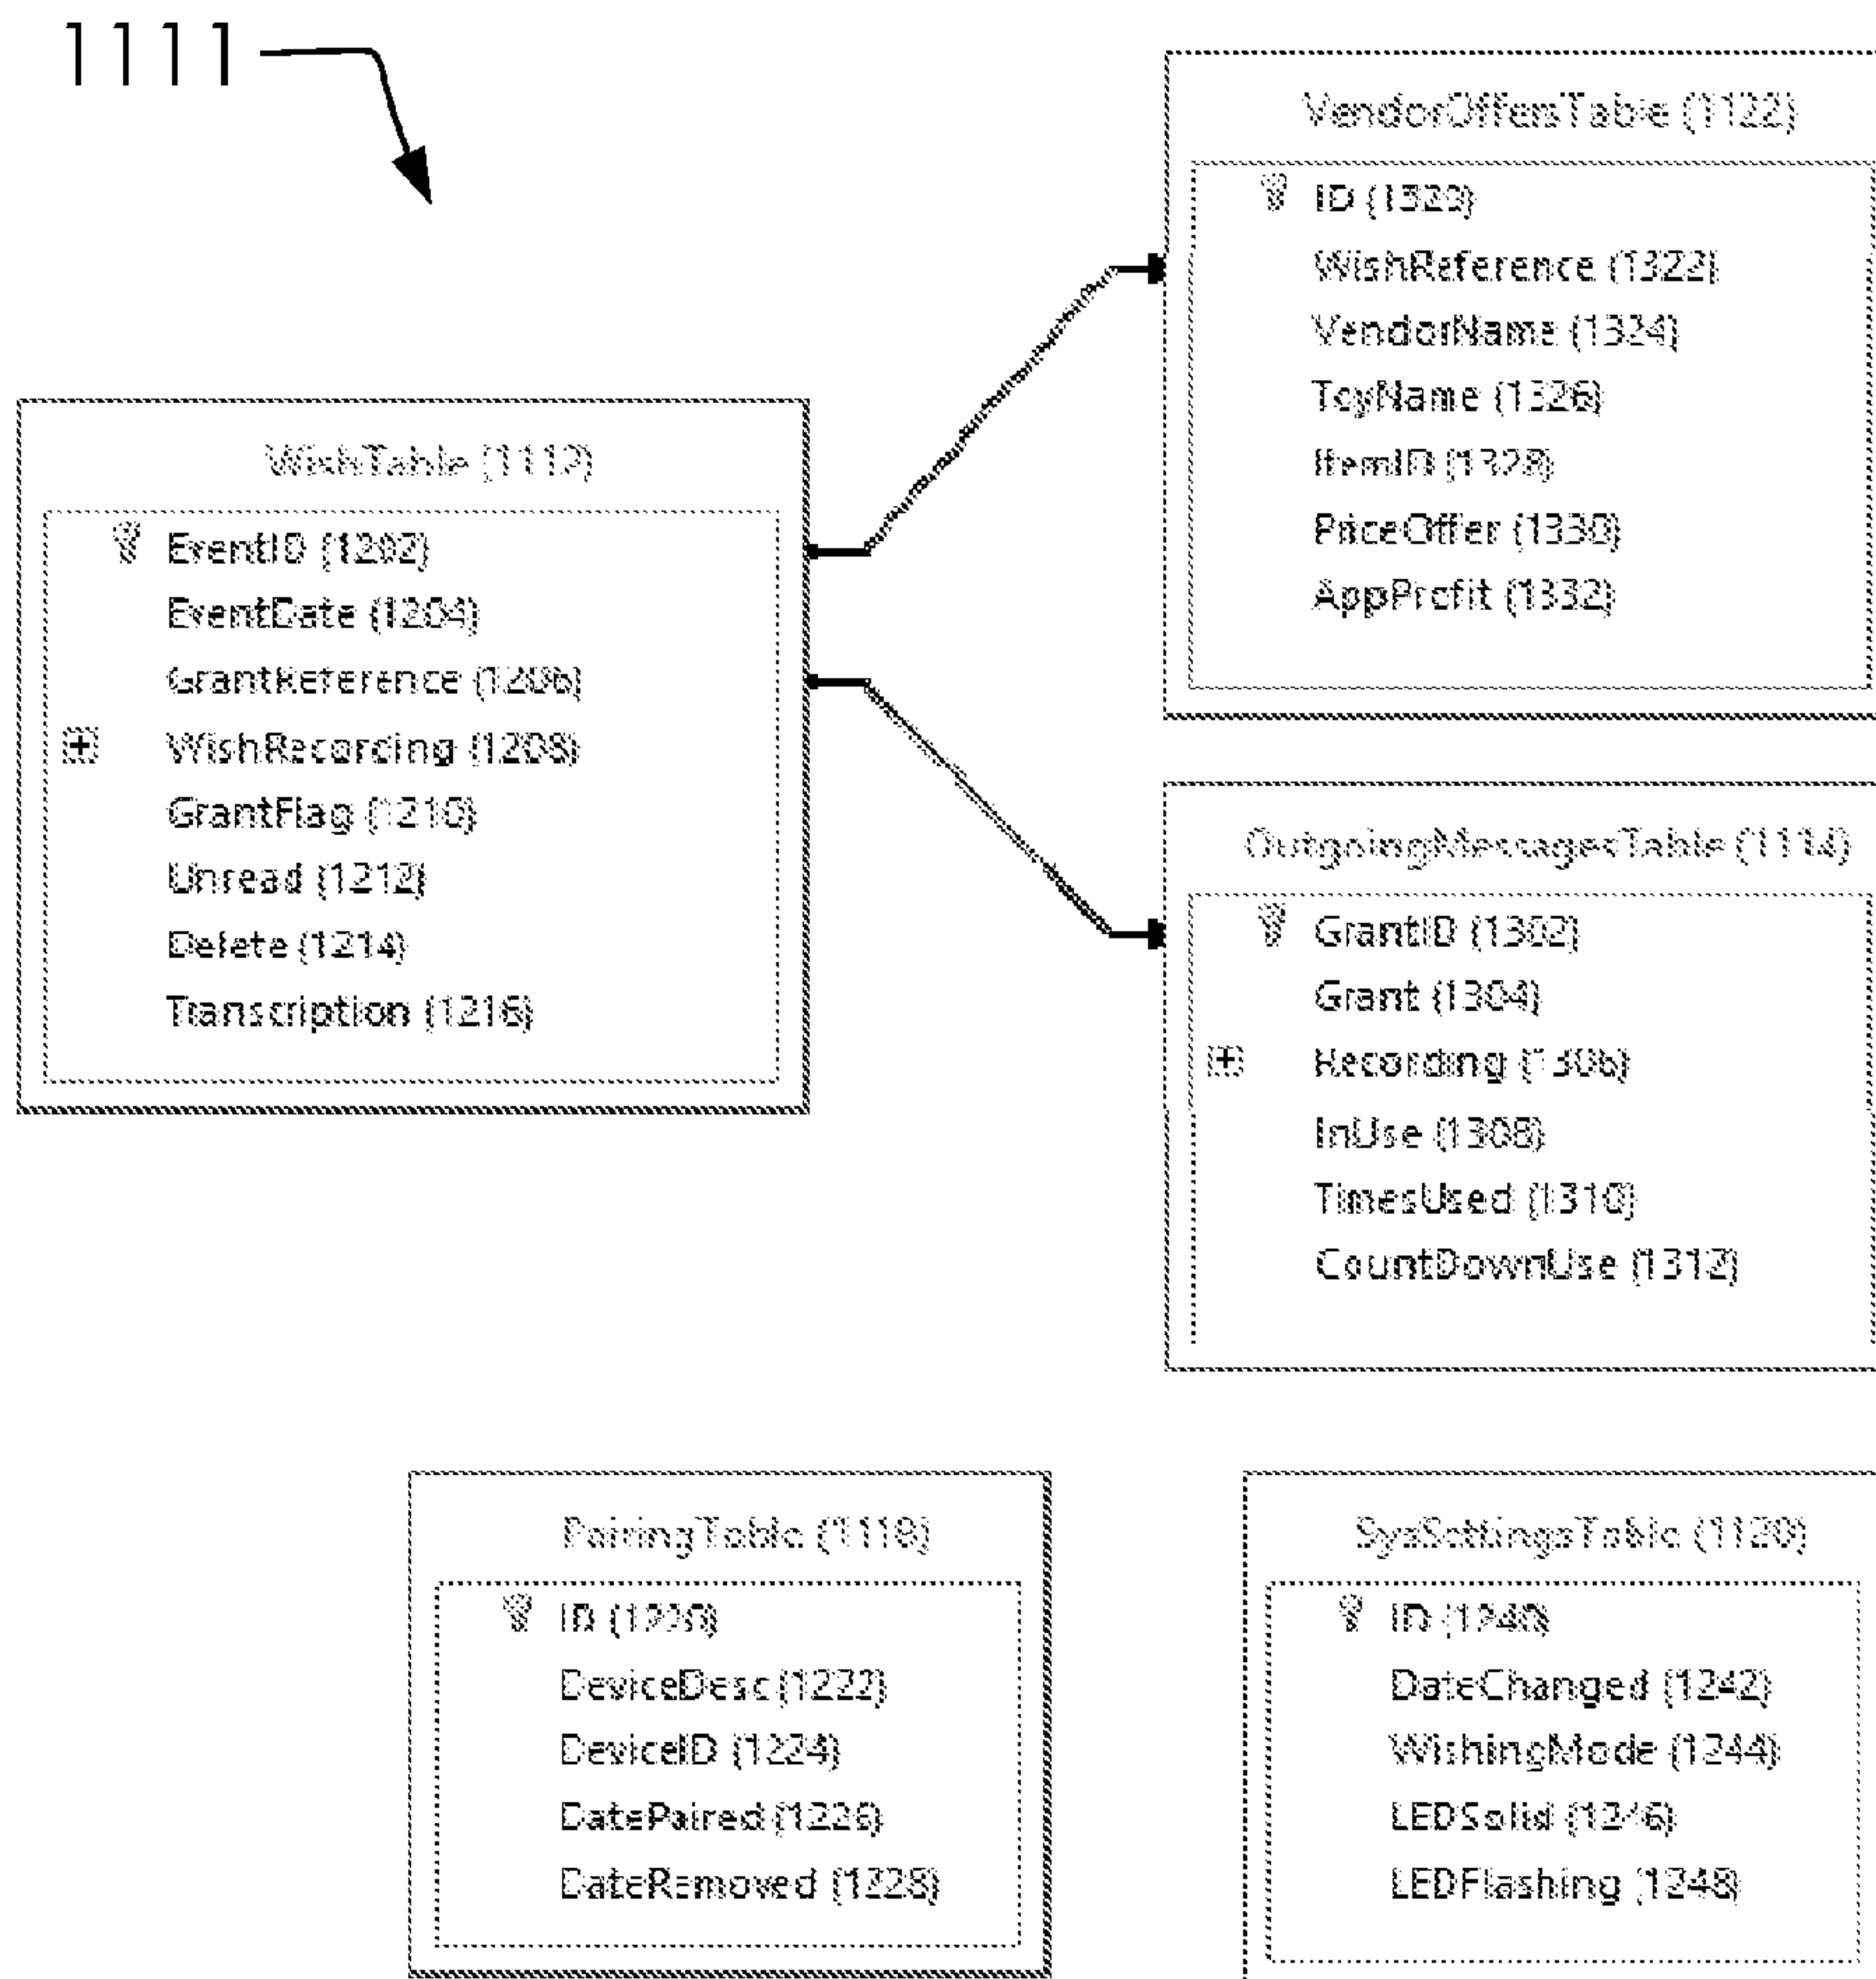 1111
VendorOffersTable (1122)
ID (1320)
WishReference (1322)
VendorName (1324)
ToyName (1326)
ItemID (1328)
PriceOffer (1330)
AppProfit (1332)
WishTable (1112)
EventID (1202)
EventDate (1204)
GrantReference (1206)
WishRecording (1208)
GrantFlag (1210)
Unread (1212)
Delete (1214)
Transcription (1216)
OutgoingMessagesTable (1114)
GrantID (1302)
Grant (1304)
Recording (1306)
InUse (1308)
TimesUsed (1310)
CountDownUse (1312)
PairingTable (1118)
ID (1220)
DeviceDesc (1222)
DeviceID (1224)
DatePaired (1226)
DateRemoved (1228)
SysSettingsTable (1120)
ID (1240)
DateChanged (1242)
WishingMode (1244)
LEDSolid (1246)
LEDFlashing (1248)